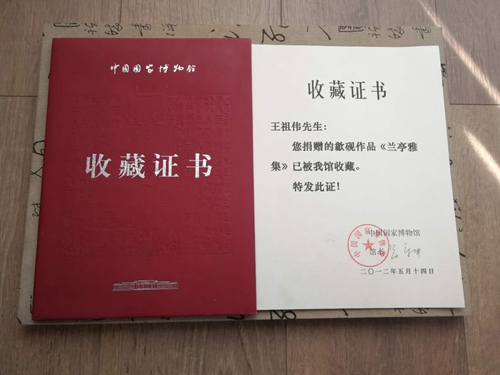 中国国家博物馆
收藏证书
收藏证书
王祖伟先生：
您捐赠的歙砚作品《兰亭雅
集》已被我馆收藏。
特发此证！
中国国家博物馆
馆长
二〇一二年五月十四日